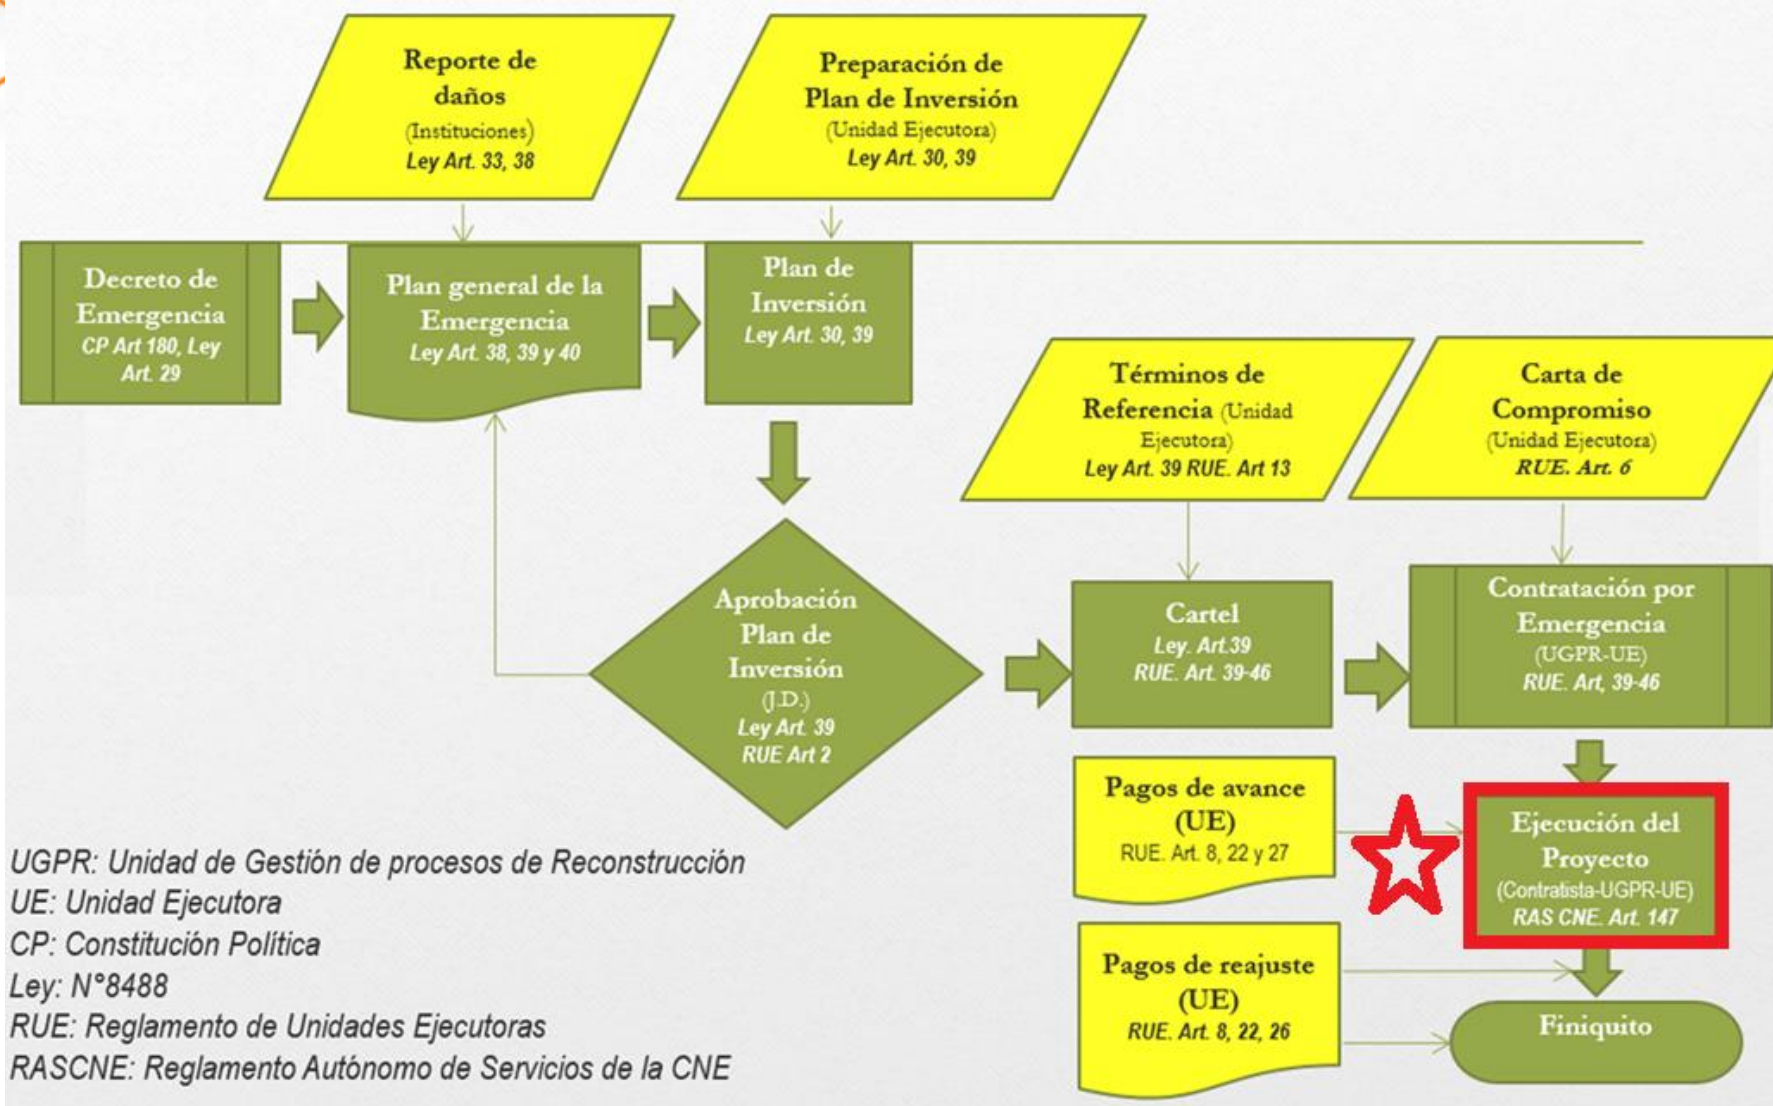 Reporte de
daños
(Instituciones)
Ley Art. 33, 38
Preparación de
Plan de Inversión
(Unidad Ejecutora)
Ley Art. 30, 39
Decreto de
Emergencia
CP Art 180, Ley
Art. 29
Plan general de la
Emergencia
Ley Art. 38, 39 y 40
Plan de
Inversión
Ley Art. 30, 39
Términos de
Referencia (Unidad
Ejecutora)
Ley Art. 39 RUE. Art 13
Carta de
Compromiso
(Unidad Ejecutora)
RUE. Art. 6
Aprobación
Plan de
Inversión
(J.D.)
Ley Art. 39
RUE Art 2
Cartel
Ley. Art.39
RUE. Art. 39-46
Contratación por
Emergencia
(UGPR-UE)
RUE. Art, 39-46
Pagos de avance
(UE)
RUE. Art. 8, 22 y 27
Ejecución del
Proyecto
(Contratista-UGPR-UE)
RAS CNE. Art. 147
Pagos de reajuste
(UE)
RUE. Art. 8, 22, 26
Finiquito
UGPR: Unidad de Gestión de procesos de Reconstrucción
UE: Unidad Ejecutora
CP: Constitución Política
Ley: N°8488
RUE: Reglamento de Unidades Ejecutoras
RASCNE: Reglamento Autónomo de Servicios de la CNE